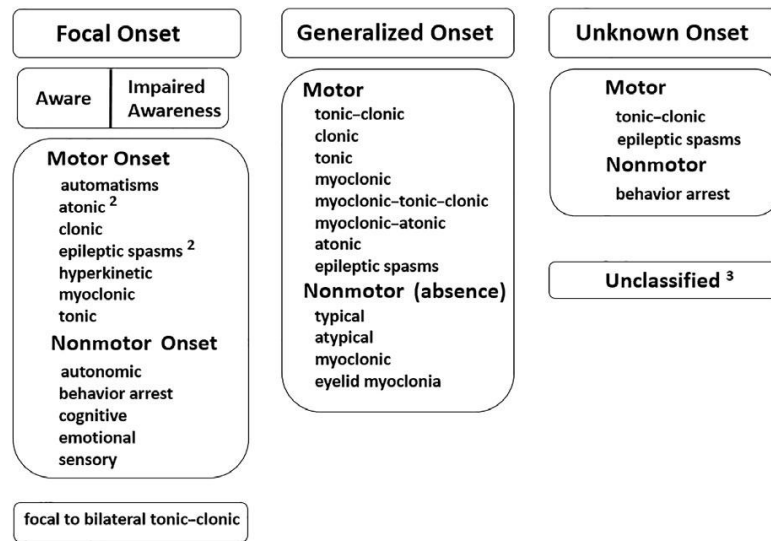 Focal Onset
Aware
Impaired
Awareness
Motor Onset
automatisms
atonic 2
clonic
epileptic spasms 2
hyperkinetic
myoclonic
tonic
Nonmotor Onset
autonomic
behavior arrest
cognitive
emotional
sensory
focal to bilateral tonic–clonic
Generalized Onset
Motor
tonic–clonic
clonic
tonic
myoclonic
myoclonic–tonic–clonic
myoclonic–atonic
atonic
epileptic spasms
Nonmotor (absence)
typical
atypical
myoclonic
eyelid myoclonia
Unknown Onset
Motor
tonic–clonic
epileptic spasms
Nonmotor
behavior arrest
Unclassified 3